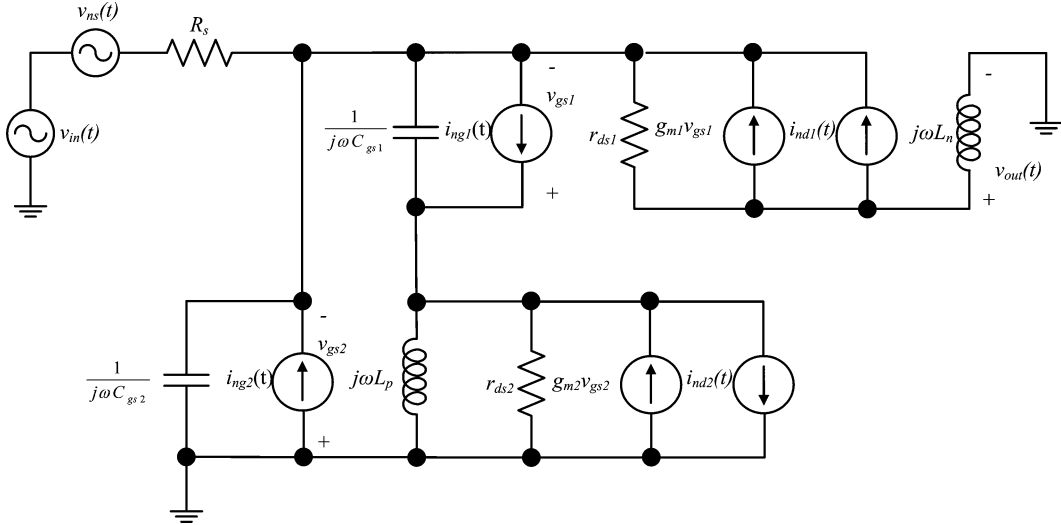 v_ns(t)
R_s
v_in(t)
1
jωC_gs1
i_ng1(t)
-
v_gs1
+
r_ds1
g_m1v_gs1
i_nd1(t)
jωL_n
-
v_out(t)
+
1
jωC_gs2
i_ng2(t)
-
v_gs2
+
jωL_p
r_ds2
g_m2v_gs2
i_nd2(t)